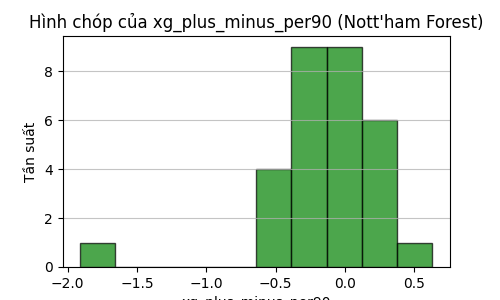 Hình chóp của xg_plus_minus_per90 (Nott'ham Forest)
Tần suất
8
6
4
2
0
−2.0 −1.5 −1.0 −0.5 0.0 0.5
xg_plus_minus_per90